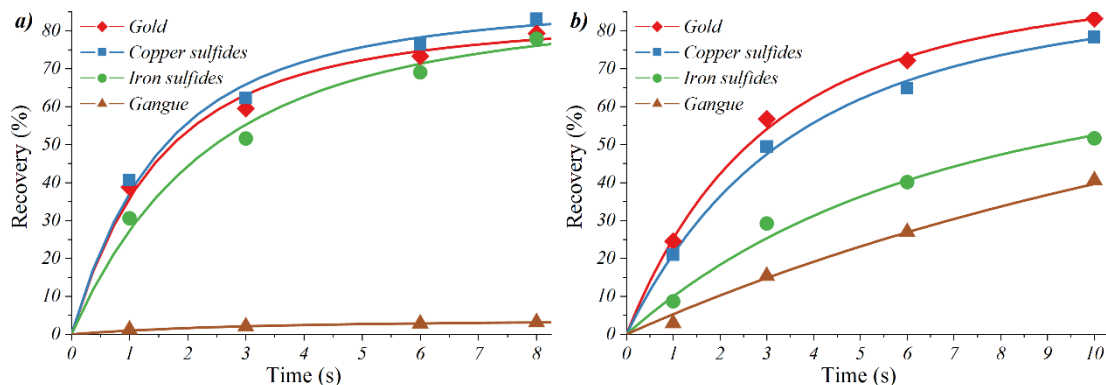 a)
Gold
Copper sulfides
Iron sulfides
Gangue
80
70
60
50
40
30
20
10
0
Recovery (%)
0 1 2 3 4 5 6 7 8
Time (s)
b)
Gold
Copper sulfides
Iron sulfides
Gangue
80
70
60
50
40
30
20
10
0
Recovery (%)
0 1 2 3 4 5 6 7 8 9 10
Time (s)